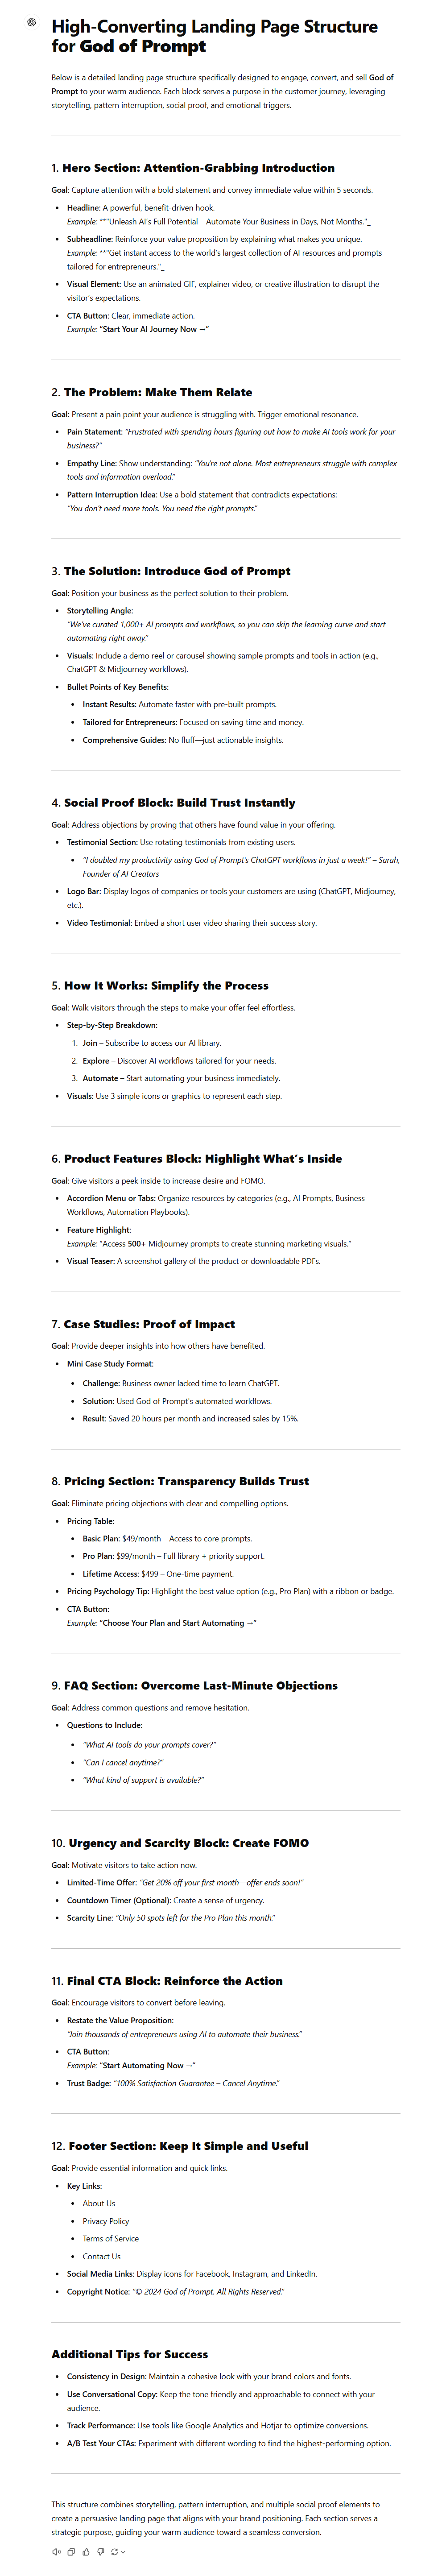 High-Converting Landing Page Structure
for God of Prompt
Below is a detailed landing page structure specifically designed to engage, convert, and sell God of
Prompt to your warm audience. Each block serves a purpose in the customer journey, leveraging
storytelling, pattern interruption, social proof, and emotional triggers.
1. Hero Section: Attention-Grabbing Introduction
Goal: Capture attention with a bold statement and convey immediate value within 5 seconds.
• Headline: A powerful, benefit-driven hook.
Example: **"Unleash AI's Full Potential – Automate Your Business in Days, Not Months."_
• Subheadline: Reinforce your value proposition by explaining what makes you unique.
Example: **"Get instant access to the world's largest collection of AI resources and prompts
tailored for entrepreneurs."_
• Visual Element: Use an animated GIF, explainer video, or creative illustration to disrupt the
visitor's expectations.
• CTA Button: Clear, immediate action.
Example: "Start Your AI Journey Now →"
2. The Problem: Make Them Relate
Goal: Present a pain point your audience is struggling with. Trigger emotional resonance.
• Pain Statement: "Frustrated with spending hours figuring out how to make AI tools work for your
business?"
• Empathy Line: Show understanding: "You're not alone. Most entrepreneurs struggle with complex
tools and information overload."
• Pattern Interruption Idea: Use a bold statement that contradicts expectations:
"You don't need more tools. You need the right prompts."
3. The Solution: Introduce God of Prompt
Goal: Position your business as the perfect solution to their problem.
• Storytelling Angle:
"We've curated 1,000+ AI prompts and workflows, so you can skip the learning curve and start
automating right away."
• Visuals: Include a demo reel or carousel showing sample prompts and tools in action (e.g.,
ChatGPT & Midjourney workflows).
• Bullet Points of Key Benefits:
• Instant Results: Automate faster with pre-built prompts.
• Tailored for Entrepreneurs: Focused on saving time and money.
• Comprehensive Guides: No fluff—just actionable insights.
4. Social Proof Block: Build Trust Instantly
Goal: Address objections by proving that others have found value in your offering.
• Testimonial Section: Use rotating testimonials from existing users.
• "I doubled my productivity using God of Prompt's ChatGPT workflows in just a week!" – Sarah,
Founder of AI Creators
• Logo Bar: Display logos of companies or tools your customers are using (ChatGPT, Midjourney,
etc.).
• Video Testimonial: Embed a short user video sharing their success story.
5. How It Works: Simplify the Process
Goal: Walk visitors through the steps to make your offer feel effortless.
• Step-by-Step Breakdown:
1. Join – Subscribe to access our AI library.
2. Explore – Discover AI workflows tailored for your needs.
3. Automate – Start automating your business immediately.
• Visuals: Use 3 simple icons or graphics to represent each step.
6. Product Features Block: Highlight What's Inside
Goal: Give visitors a peek inside to increase desire and FOMO.
• Accordion Menu or Tabs: Organize resources by categories (e.g., AI Prompts, Business
Workflows, Automation Playbooks).
• Feature Highlight:
Example: "Access 500+ Midjourney prompts to create stunning marketing visuals."
• Visual Teaser: A screenshot gallery of the product or downloadable PDFs.
7. Case Studies: Proof of Impact
Goal: Provide deeper insights into how others have benefited.
• Mini Case Study Format:
• Challenge: Business owner lacked time to learn ChatGPT.
• Solution: Used God of Prompt's automated workflows.
• Result: Saved 20 hours per month and increased sales by 15%.
8. Pricing Section: Transparency Builds Trust
Goal: Eliminate pricing objections with clear and compelling options.
• Pricing Table:
• Basic Plan: $49/month – Access to core prompts.
• Pro Plan: $99/month – Full library + priority support.
• Lifetime Access: $499 – One-time payment.
• Pricing Psychology Tip: Highlight the best value option (e.g., Pro Plan) with a ribbon or badge.
• CTA Button:
Example: "Choose Your Plan and Start Automating →"
9. FAQ Section: Overcome Last-Minute Objections
Goal: Address common questions and remove hesitation.
• Questions to Include:
• "What AI tools do your prompts cover?"
• "Can I cancel anytime?"
• "What kind of support is available?"
10. Urgency and Scarcity Block: Create FOMO
Goal: Motivate visitors to take action now.
• Limited-Time Offer: "Get 20% off your first month—offer ends soon!"
• Countdown Timer (Optional): Create a sense of urgency.
• Scarcity Line: "Only 50 spots left for the Pro Plan this month."
11. Final CTA Block: Reinforce the Action
Goal: Encourage visitors to convert before leaving.
• Restate the Value Proposition:
"Join thousands of entrepreneurs using AI to automate their business."
• CTA Button:
Example: "Start Automating Now →"
• Trust Badge: "100% Satisfaction Guarantee – Cancel Anytime."
12. Footer Section: Keep It Simple and Useful
Goal: Provide essential information and quick links.
• Key Links:
• About Us
• Privacy Policy
• Terms of Service
• Contact Us
• Social Media Links: Display icons for Facebook, Instagram, and LinkedIn.
• Copyright Notice: "© 2024 God of Prompt. All Rights Reserved."
Additional Tips for Success
• Consistency in Design: Maintain a cohesive look with your brand colors and fonts.
• Use Conversational Copy: Keep the tone friendly and approachable to connect with your
audience.
• Track Performance: Use tools like Google Analytics and Hotjar to optimize conversions.
• A/B Test Your CTAs: Experiment with different wording to find the highest-performing option.
This structure combines storytelling, pattern interruption, and multiple social proof elements to
create a persuasive landing page that aligns with your brand positioning. Each section serves a
strategic purpose, guiding your warm audience toward a seamless conversion.